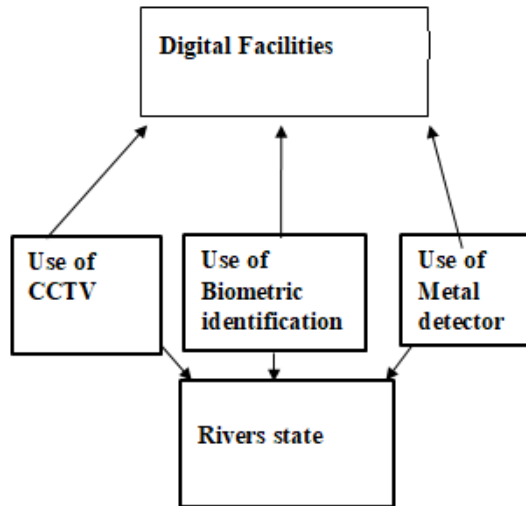 Digital Facilities
Use of
CCTV
Use of
Biometric
identification
Use of
Metal
detector
Rivers state